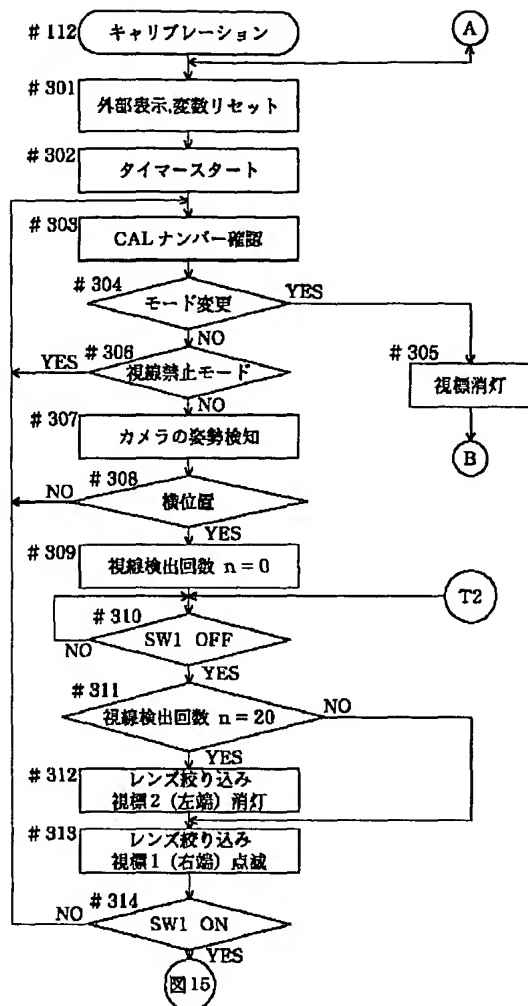 # 112
キャリブレーション
A
# 301
外部表示,変数リセット
# 302
タイマースタート
# 303
CAL ナンバー確認
# 304
モード変更
YES
NO
# 305
視標消灯
B
# 306
YES
視線禁止モード
NO
# 307
カメラの姿勢検知
# 308
NO
横位置
YES
# 309
視線検出回数 n = 0
T2
# 310
NO
SW1 OFF
YES
# 311
NO
視線検出回数 n = 20
YES
# 312
レンズ絞り込み
視標2 (左端) 消灯
# 313
レンズ絞り込み
視標1 (右端) 点滅
# 314
NO
SW1 ON
YES
図15